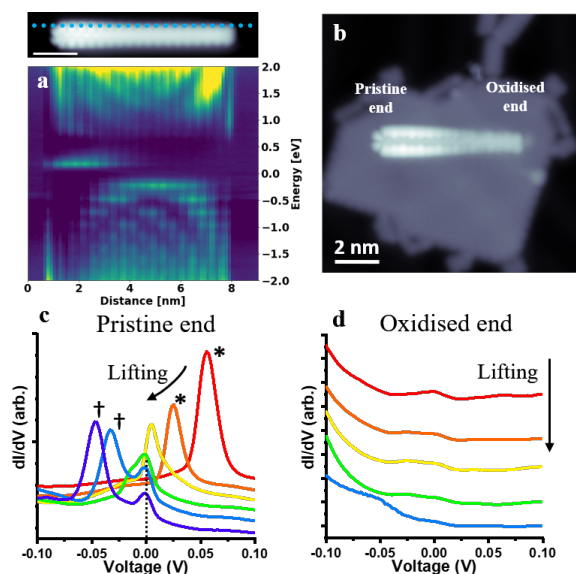 a
2.0
1.5
1.0
0.5
0.0
−0.5
−1.0
−1.5
−2.0
Energy [eV]
0 2 4 6 8
Distance [nm]
b
Pristine end
Oxidised end
2 nm
c Pristine end
Lifting
*
*
†
†
dI/dV (arb.)
-0.10 -0.05 0.00 0.05 0.10
Voltage (V)
d Oxidised end
Lifting
dI/dV (arb.)
-0.10 -0.05 0.00 0.05 0.10
Voltage (V)